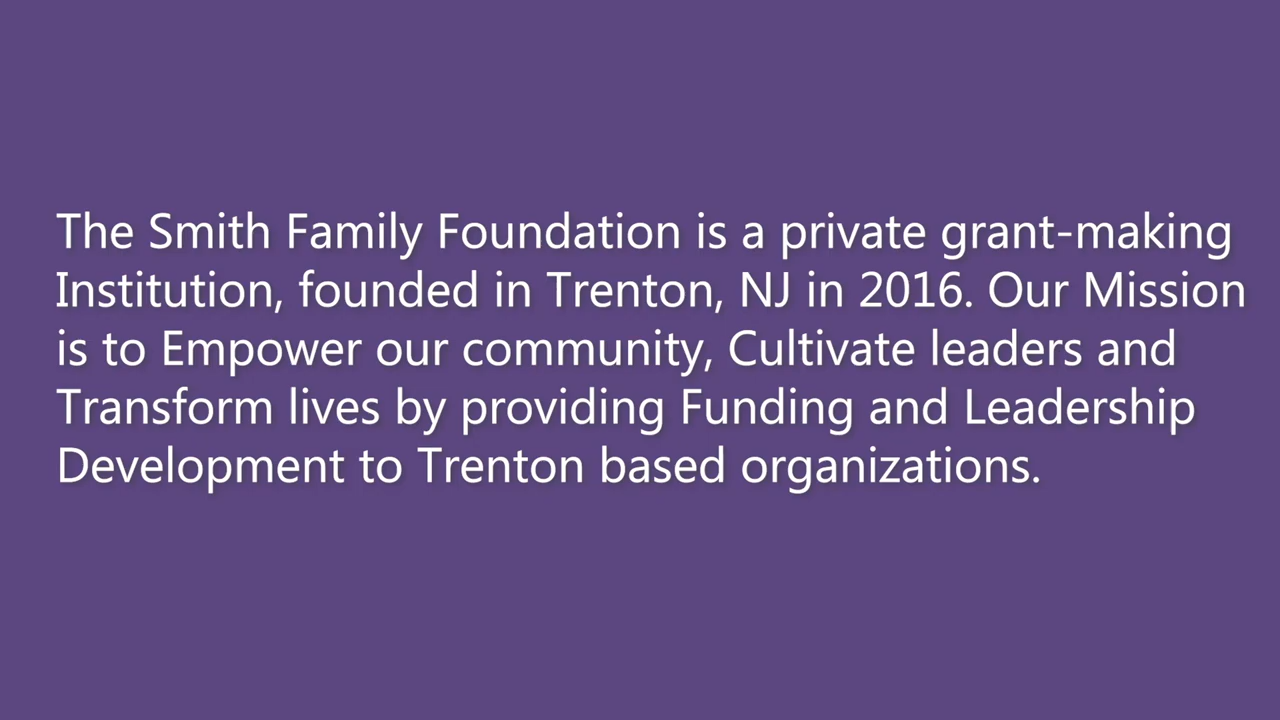 The Smith Family Foundation is a private grant-making
Institution, founded in Trenton, NJ in 2016. Our Mission
is to Empower our community, Cultivate leaders and
Transform lives by providing Funding and Leadership
Development to Trenton based organizations.